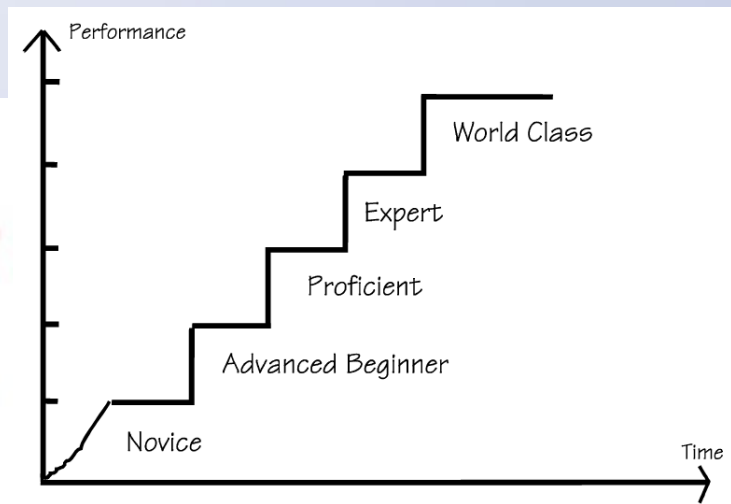 Performance
World Class
Expert
Proficient
Advanced Beginner
Novice
Time